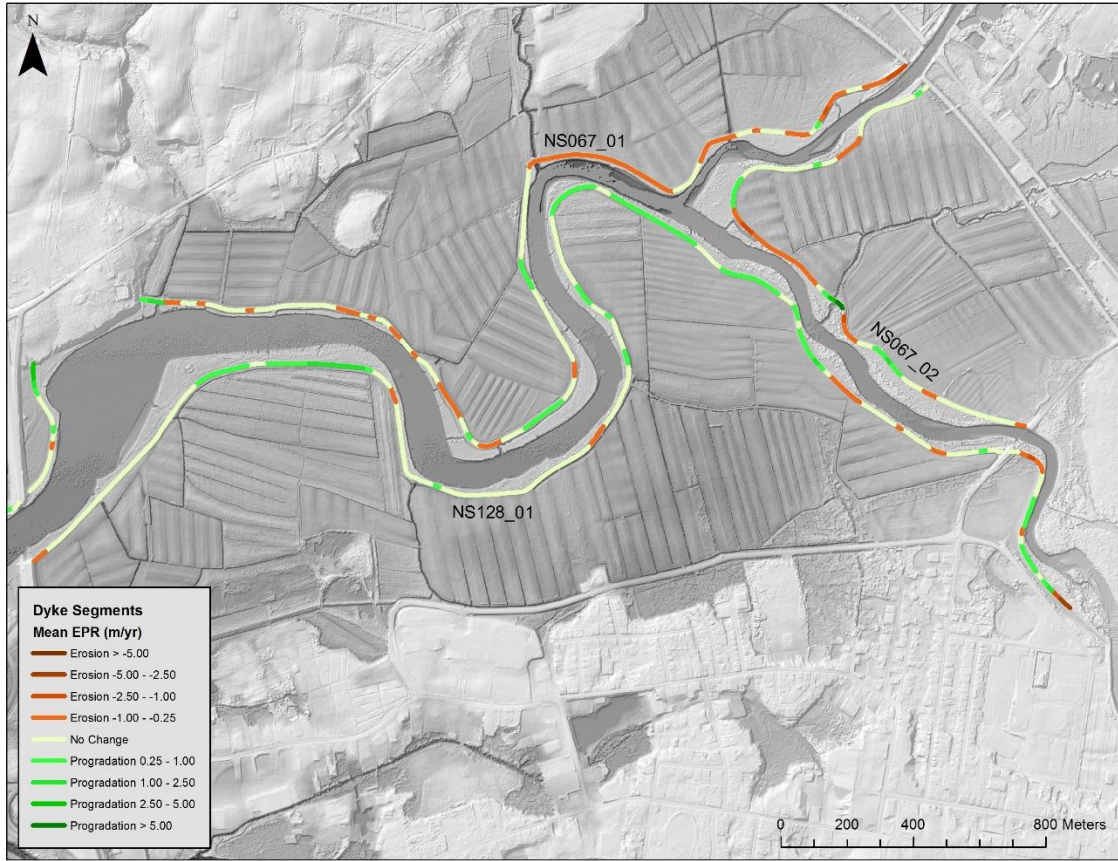 N
NS067_01
NS067_02
NS128_01
Dyke Segments
Mean EPR (m/yr)
Erosion > -5.00
Erosion -5.00 - -2.50
Erosion -2.50 - -1.00
Erosion -1.00 - -0.25
No Change
Progradation 0.25 - 1.00
Progradation 1.00 - 2.50
Progradation 2.50 - 5.00
Progradation > 5.00
0 200 400 800 Meters